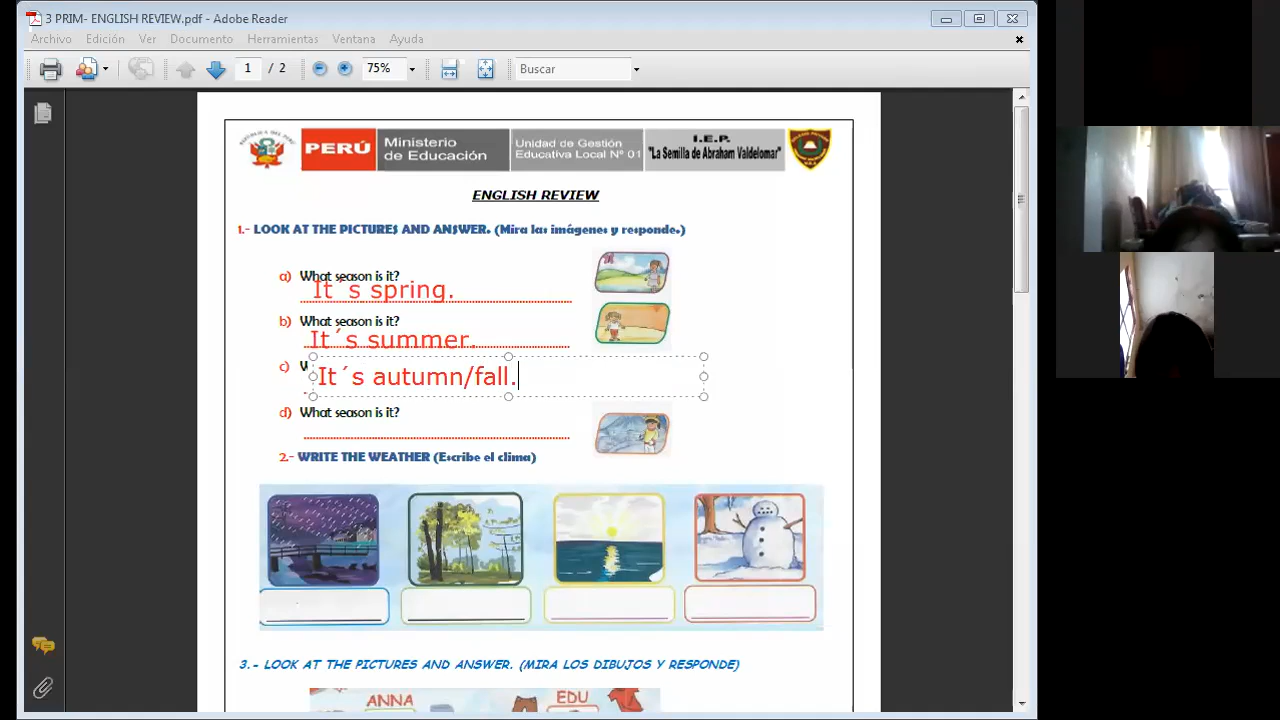 3 PRIM- ENGLISH REVIEW.pdf - Adobe Reader
Archivo Edición Ver Documento Herramientas Ventana Ayuda
1 / 2 75% Buscar
PERÚ Ministerio de Educación Unidad de Gestión Educativa Local Nº 01 I.E.P. "La Semilla de Abraham Valdelomar"
ENGLISH REVIEW
1.- LOOK AT THE PICTURES AND ANSWER. (Mira las imágenes y responde.)
a) What season is it?
It´s spring.
b) What season is it?
It´s summer.
c) It´s autumn/fall.
d) What season is it?
2.- WRITE THE WEATHER (Escribe el clima)
3.- LOOK AT THE PICTURES AND ANSWER. (MIRA LOS DIBUJOS Y RESPONDE)
ANNA EDU